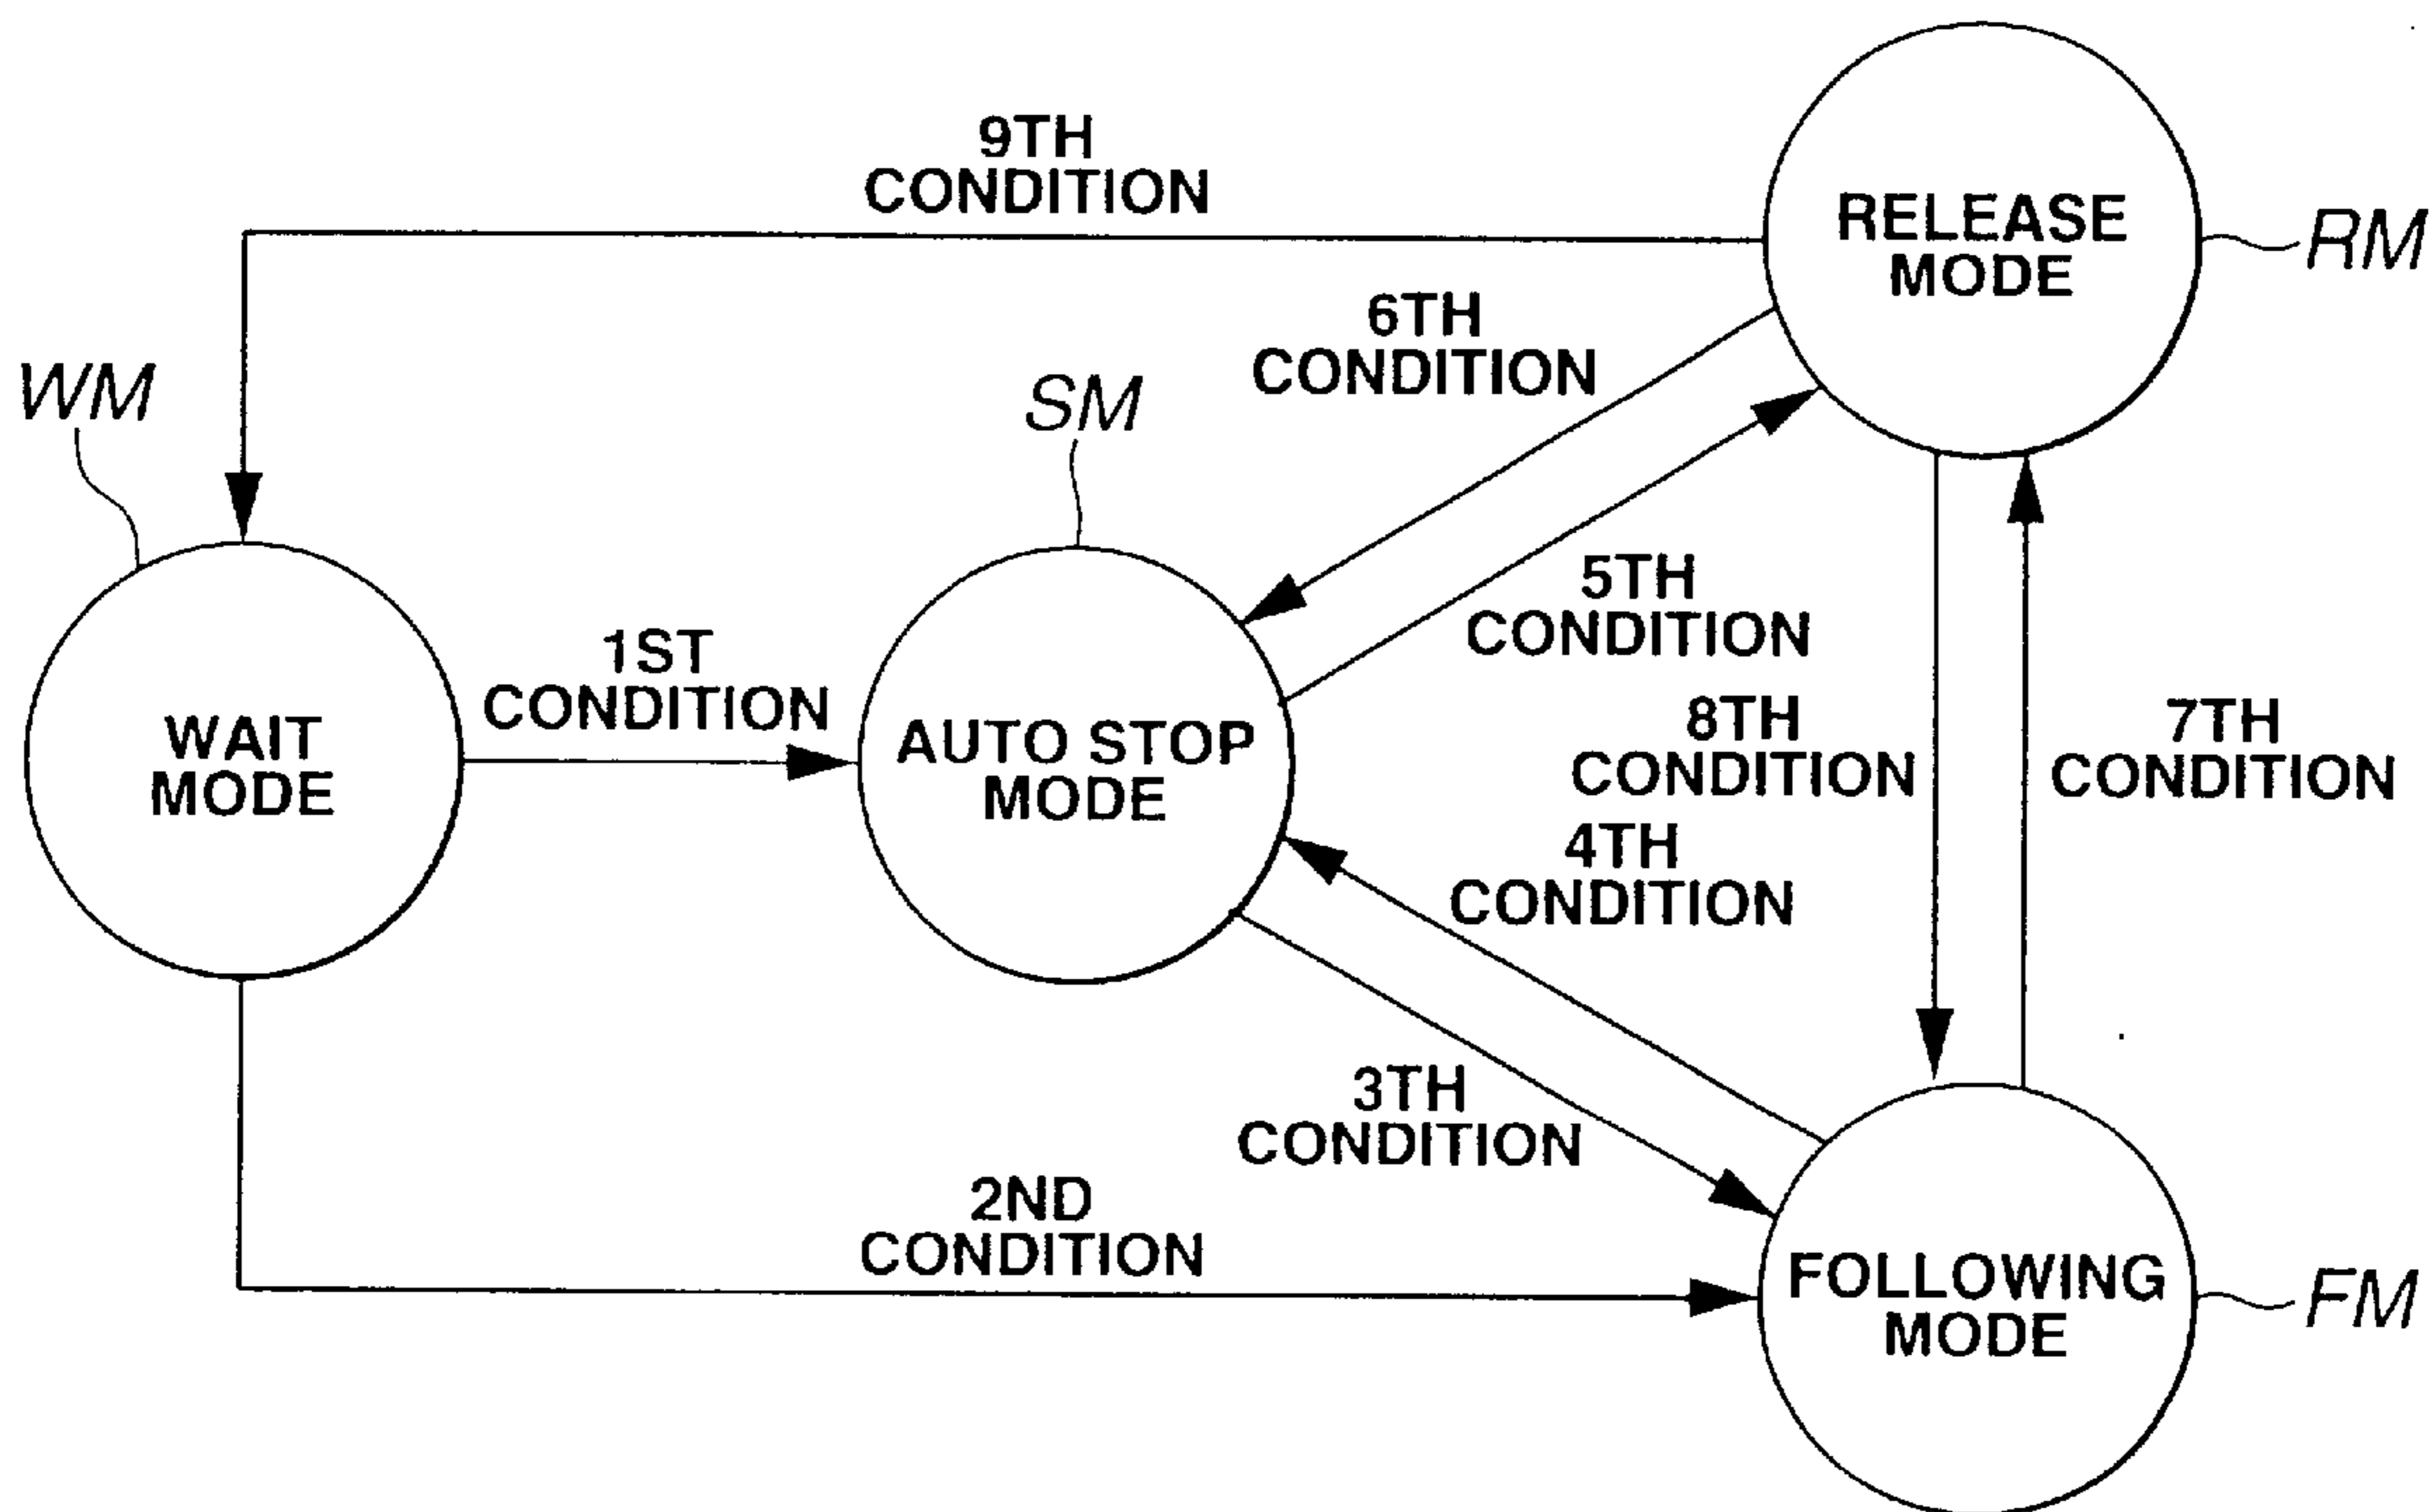 9TH
CONDITION
RELEASE
MODE
RM
6TH
CONDITION
WM
SM
5TH
CONDITION
1ST
CONDITION
WAIT
MODE
AUTO STOP
MODE
8TH
CONDITION
7TH
CONDITION
4TH
CONDITION
3TH
CONDITION
2ND
CONDITION
FOLLOWING
MODE
FM